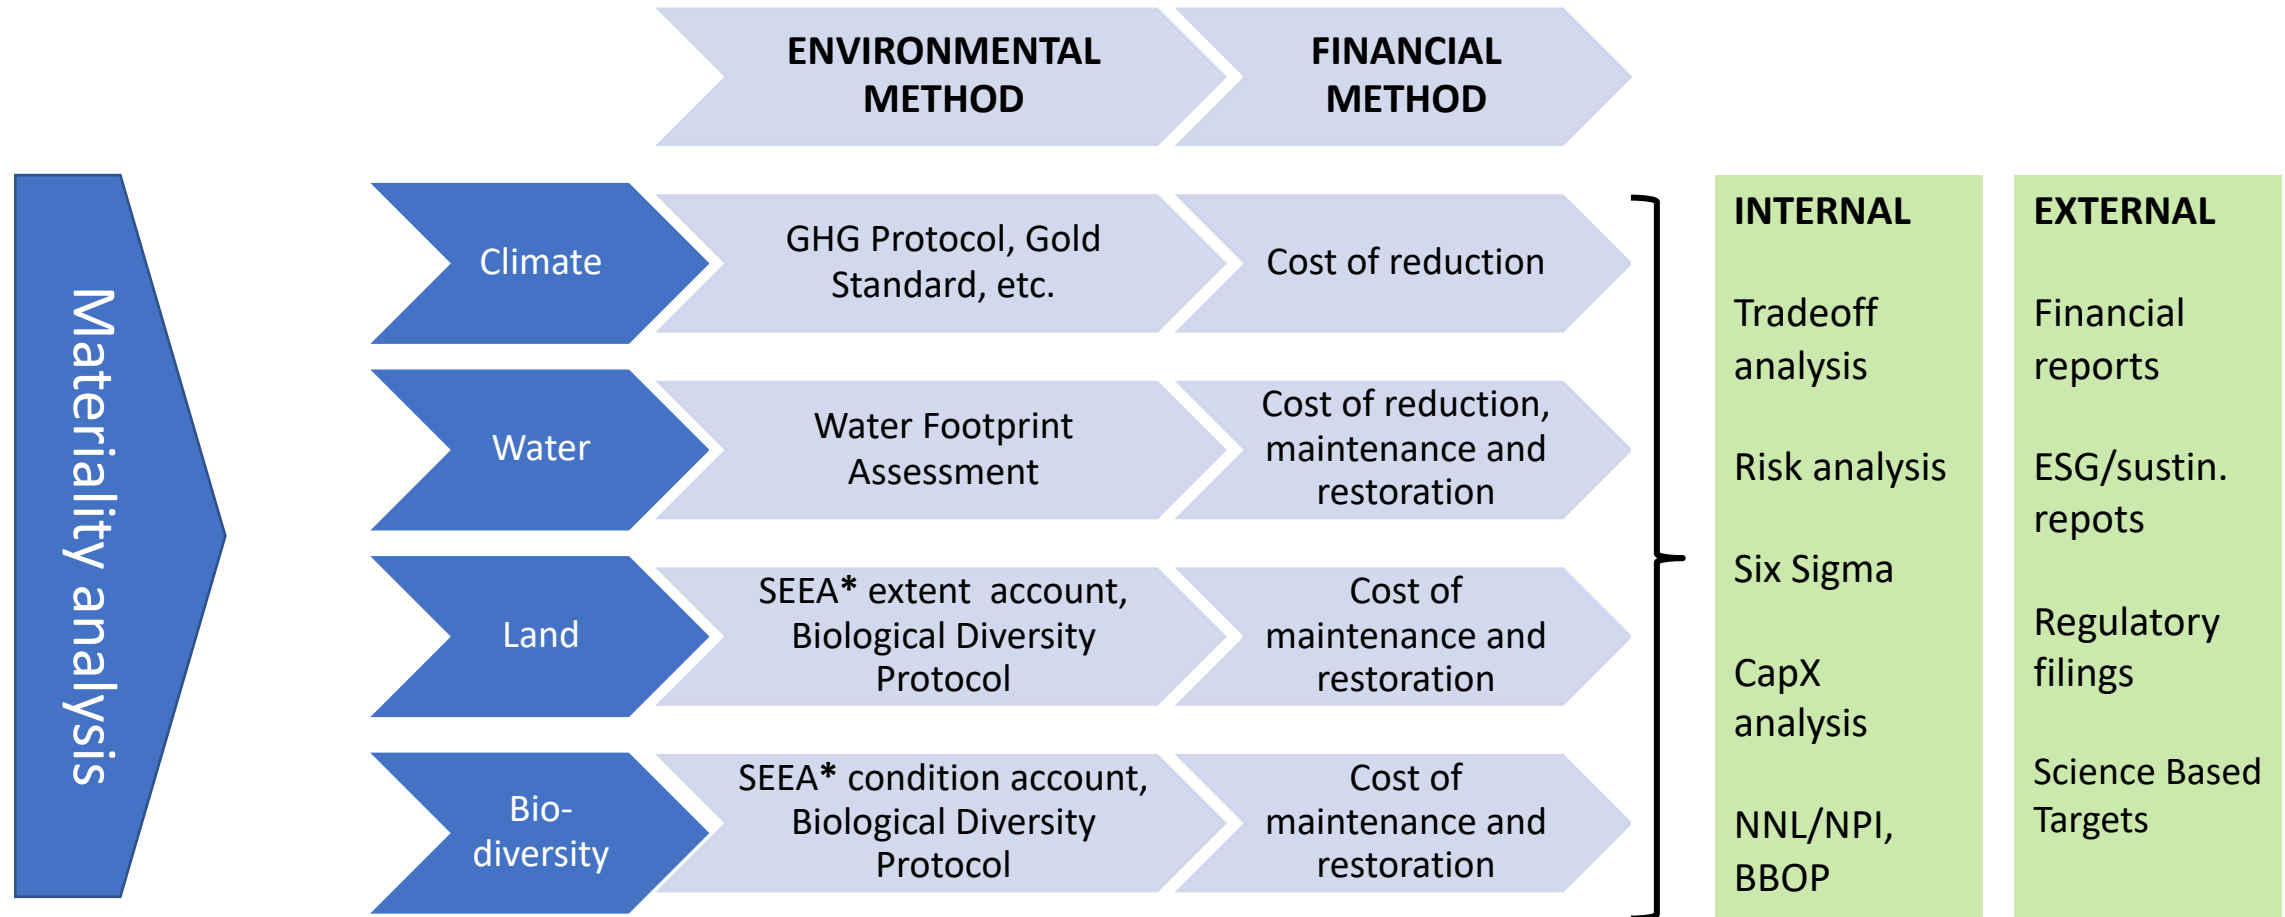 ENVIRONMENTAL
METHOD
FINANCIAL
METHOD
Materiality analysis
Climate
GHG Protocol, Gold
Standard, etc.
Cost of reduction
Water
Water Footprint
Assessment
Cost of reduction,
maintenance and
restoration
Land
SEEA* extent account,
Biological Diversity
Protocol
Cost of
maintenance and
restoration
Bio-
diversity
SEEA* condition account,
Biological Diversity
Protocol
Cost of
maintenance and
restoration
INTERNAL
Tradeoff
analysis
Risk analysis
Six Sigma
CapX
analysis
NNL/NPI,
BBOP
EXTERNAL
Financial
reports
ESG/sustin.
repots
Regulatory
filings
Science Based
Targets